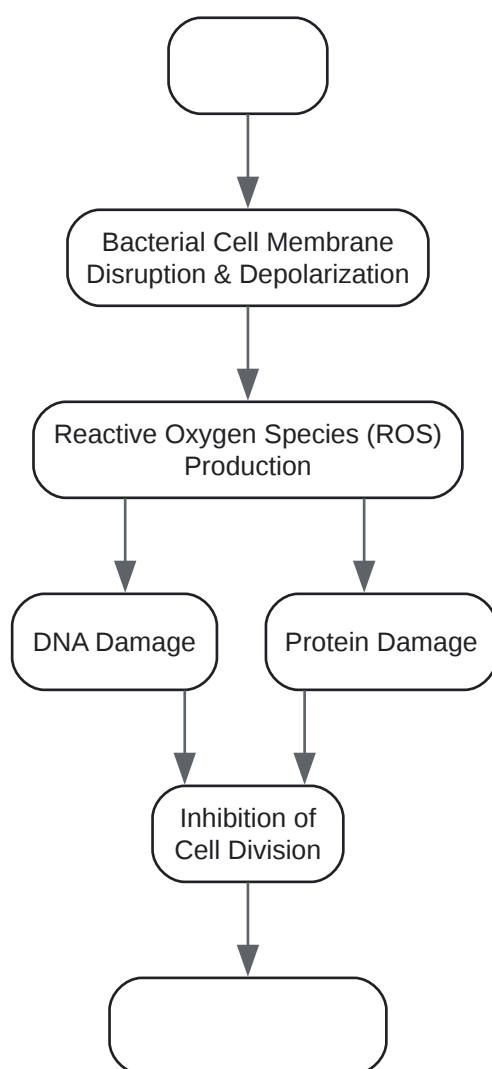 Bacterial Cell Membrane
Disruption & Depolarization
Reactive Oxygen Species (ROS)
Production
DNA Damage
Protein Damage
Inhibition of
Cell Division